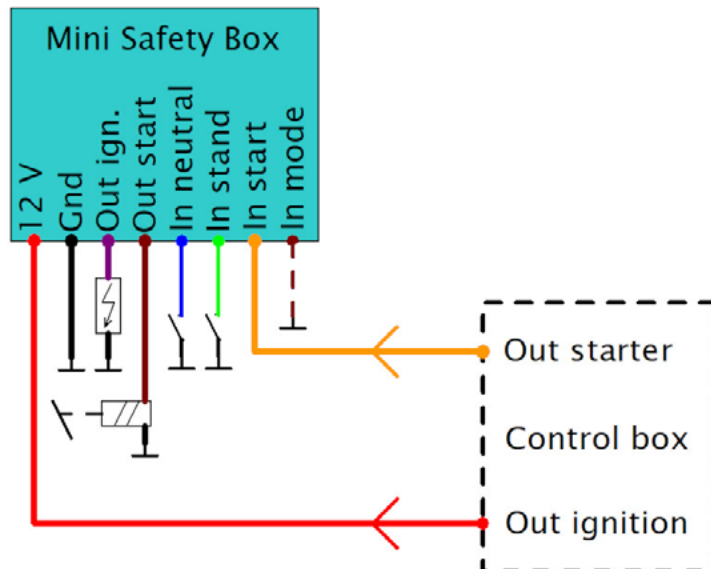 Mini Safety Box
12 V
Gnd
Out ign.
Out start
In neutral
In stand
In start
In mode
Out starter
Control box
Out ignition